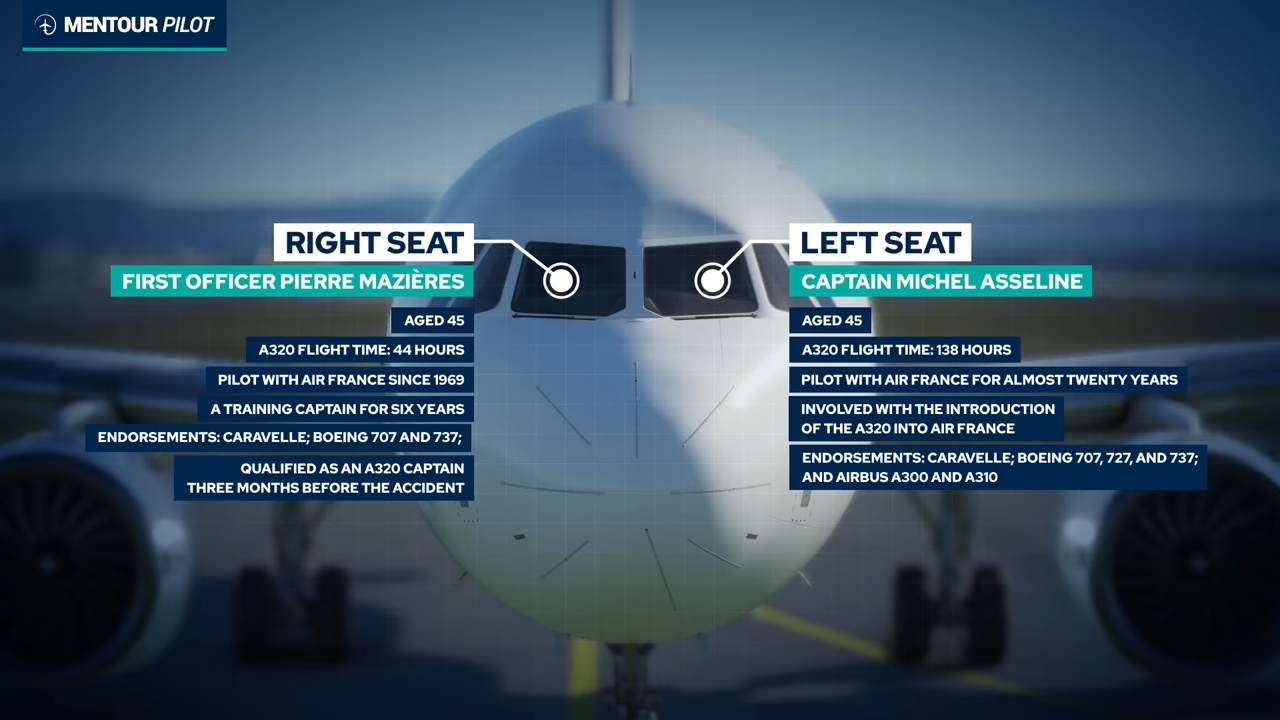 MENTOUR PILOT
RIGHT SEAT
FIRST OFFICER PIERRE MAZIÈRES
AGED 45
A320 FLIGHT TIME: 44 HOURS
PILOT WITH AIR FRANCE SINCE 1969
A TRAINING CAPTAIN FOR SIX YEARS
ENDORSEMENTS: CARAVELLE; BOEING 707 AND 737;
QUALIFIED AS AN A320 CAPTAIN
THREE MONTHS BEFORE THE ACCIDENT
LEFT SEAT
CAPTAIN MICHEL ASSELINE
AGED 45
A320 FLIGHT TIME: 138 HOURS
PILOT WITH AIR FRANCE FOR ALMOST TWENTY YEARS
INVOLVED WITH THE INTRODUCTION
OF THE A320 INTO AIR FRANCE
ENDORSEMENTS: CARAVELLE; BOEING 707, 727, AND 737;
AND AIRBUS A300 AND A310